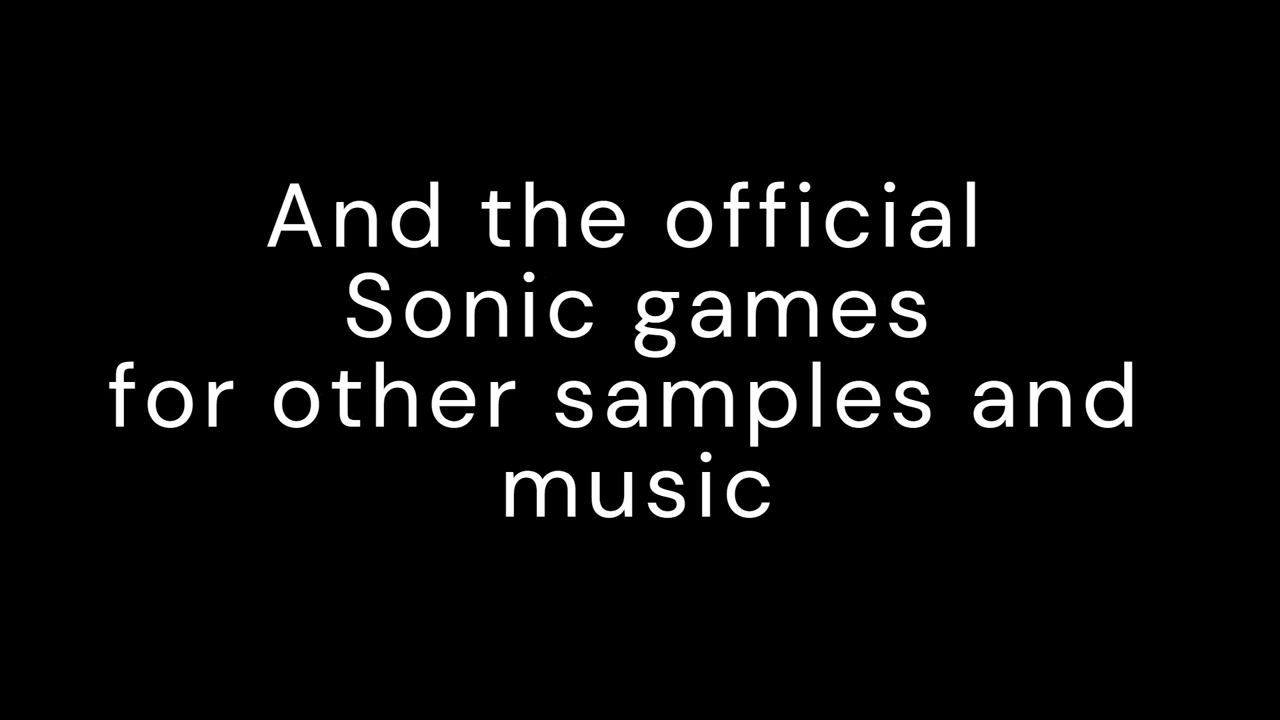 And the official
Sonic games
for other samples and
music